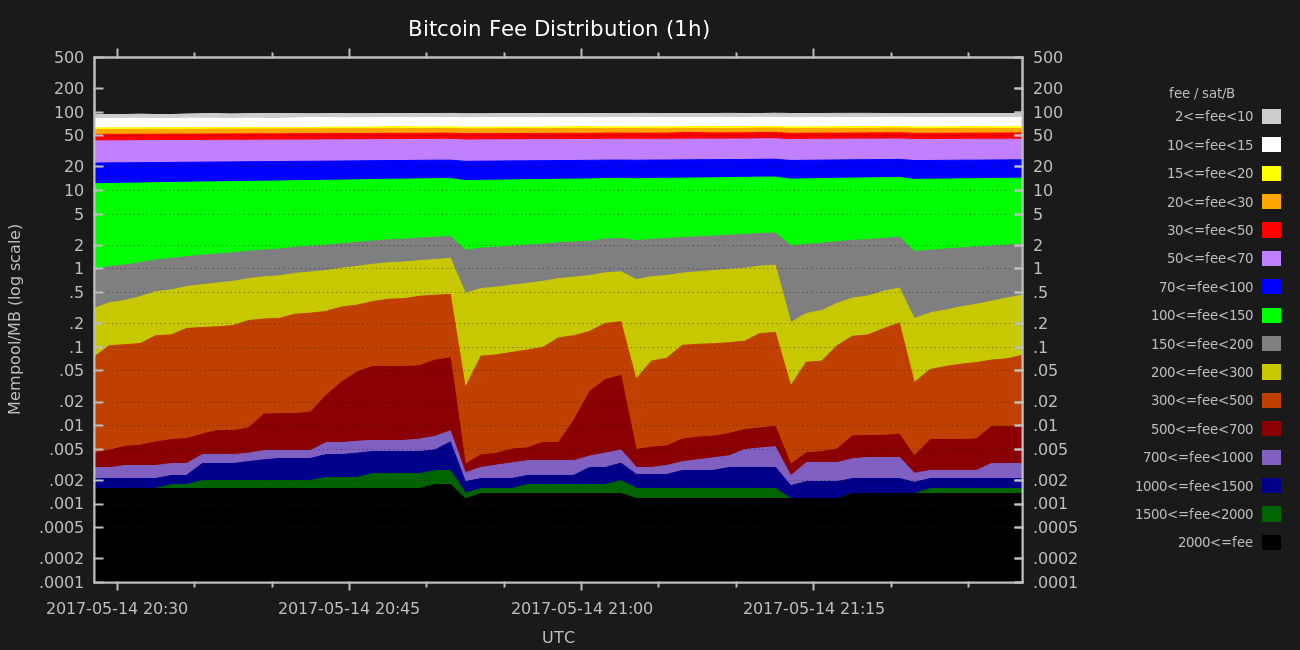 Bitcoin Fee Distribution (1h)
Mempool/MB (log scale)
500
200
100
50
20
10
5
2
1
.5
.2
.1
.05
.02
.01
.005
.002
.001
.0005
.0002
.0001
500
200
100
50
20
10
5
2
1
.5
.2
.1
.05
.02
.01
.005
.002
.001
.0005
.0002
.0001
2017-05-14 20:30 2017-05-14 20:45 2017-05-14 21:00 2017-05-14 21:15
UTC
fee / sat/B
2<=fee<10
10<=fee<15
15<=fee<20
20<=fee<30
30<=fee<50
50<=fee<70
70<=fee<100
100<=fee<150
150<=fee<200
200<=fee<300
300<=fee<500
500<=fee<700
700<=fee<1000
1000<=fee<1500
1500<=fee<2000
2000<=fee